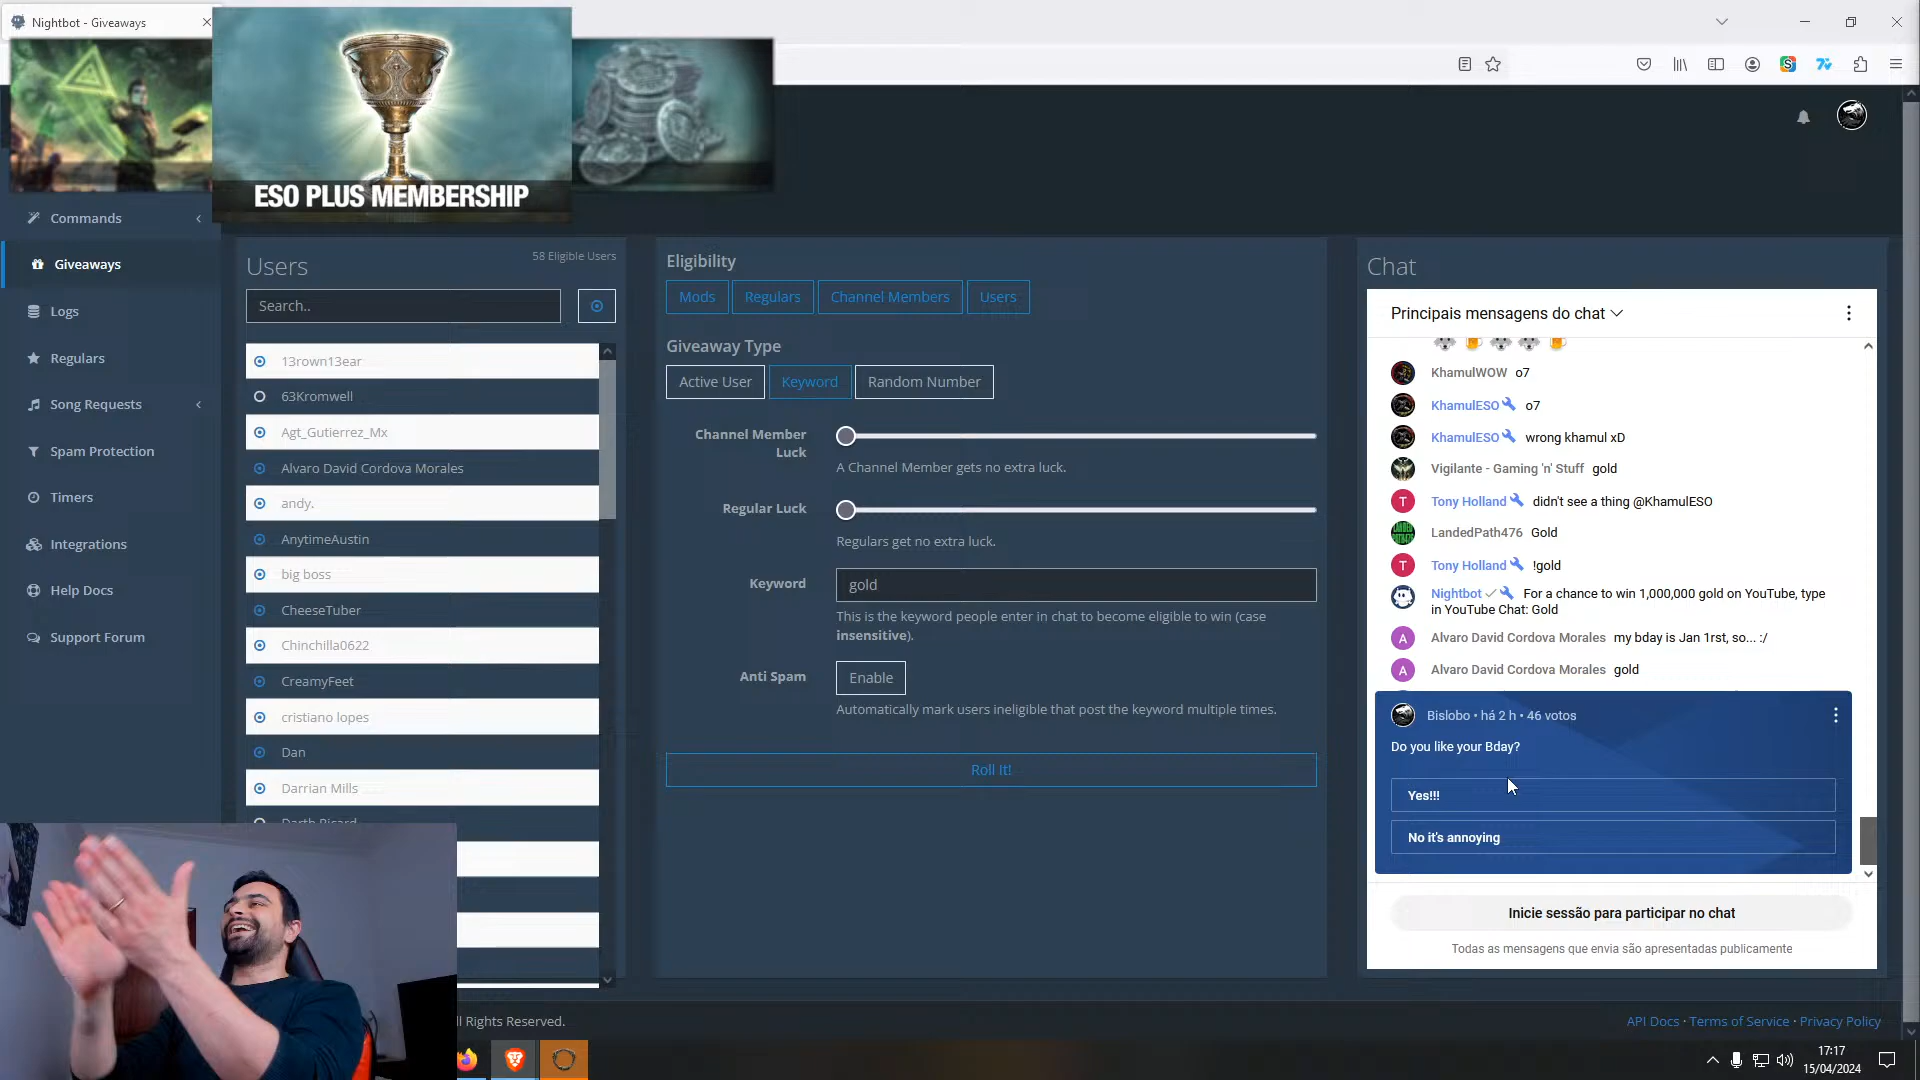 Nightbot - Giveaways
ESO PLUS MEMBERSHIP
Commands
Giveaways
Logs
Regulars
Song Requests
Spam Protection
Timers
Integrations
Help Docs
Support Forum
Users
58 Eligible Users
Search..
13rown13ear
63Kromwell
Agt_Gutierrez_Mx
Alvaro David Cordova Morales
andy.
AnytimeAustin
big boss
CheeseTuber
Chinchilla0622
CreamyFeet
cristiano lopes
Dan
Darrian Mills
Eligibility
Mods
Regulars
Channel Members
Users
Giveaway Type
Active User
Keyword
Random Number
Channel Member
Luck
A Channel Member gets no extra luck.
Regular Luck
Regulars get no extra luck.
Keyword
gold
This is the keyword people enter in chat to become eligible to win (case
insensitive).
Anti Spam
Enable
Automatically mark users ineligible that post the keyword multiple times.
Roll It!
Chat
Principais mensagens do chat
KhamulWOW o7
KhamulESO o7
KhamulESO wrong khamul xD
Vigilante - Gaming 'n' Stuff gold
T Tony Holland didn't see a thing @KhamulESO
LandedPath476 Gold
T Tony Holland !gold
Nightbot For a chance to win 1,000,000 gold on YouTube, type
in YouTube Chat: Gold
A Alvaro David Cordova Morales my bday is Jan 1rst, so... :/
A Alvaro David Cordova Morales gold
Bislobo • há 2 h • 46 votos
Do you like your Bday?
Yes!!!
No it's annoying
Inicie sessão para participar no chat
Todas as mensagens que envia são apresentadas publicamente
ll Rights Reserved.
API Docs · Terms of Service · Privacy Policy
17:17
15/04/2024